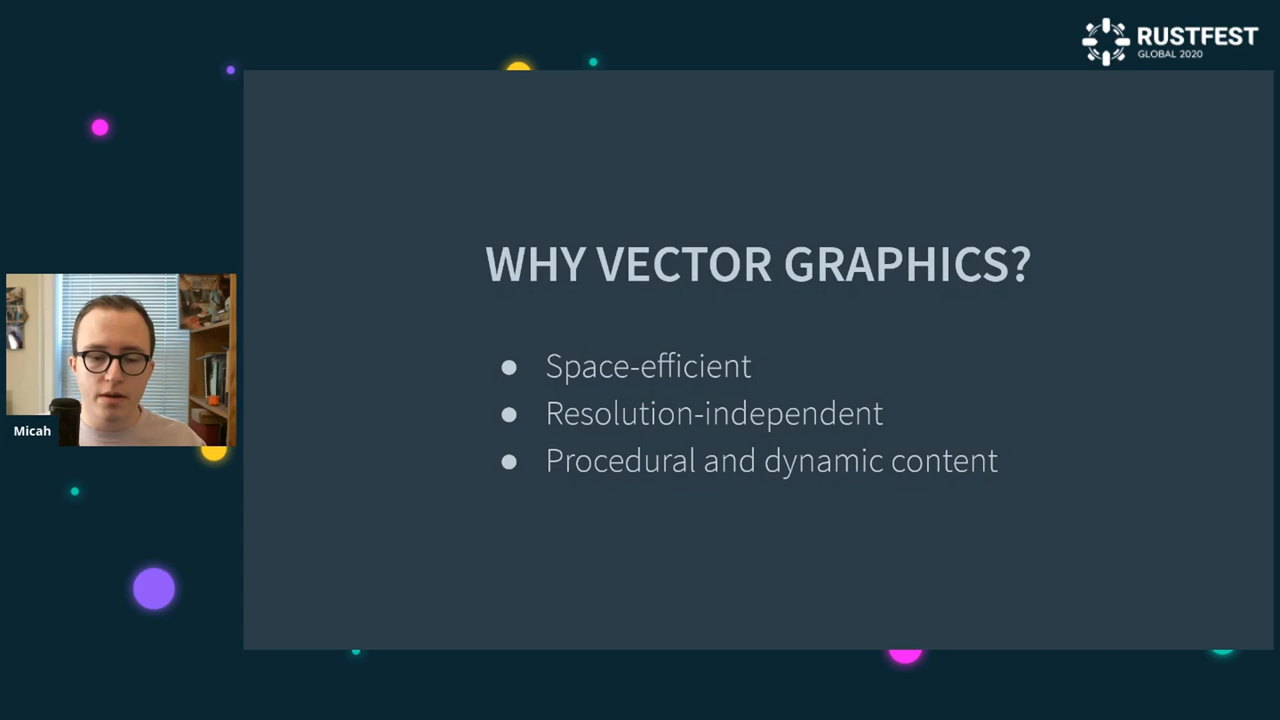 RUSTFEST
GLOBAL 2020
WHY VECTOR GRAPHICS?
● Space-efficient
● Resolution-independent
● Procedural and dynamic content
Micah